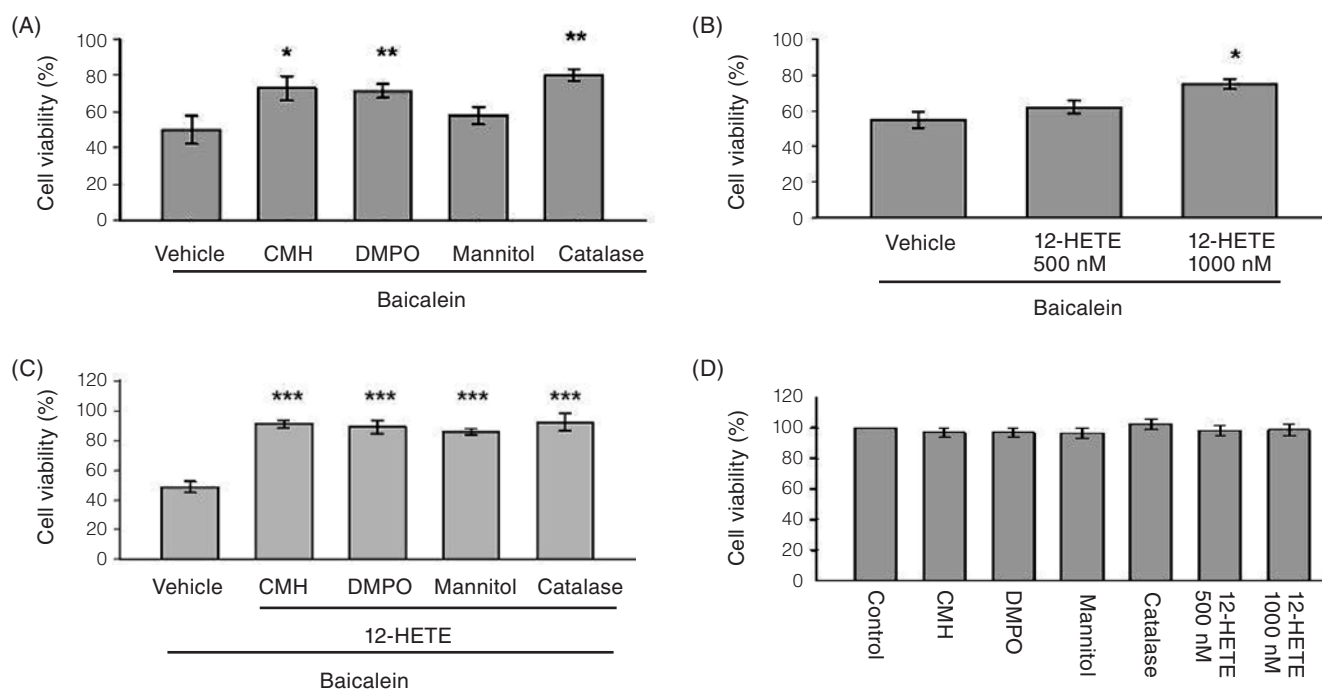 (A)
Cell viability (%)
100
80
60
40
20
0
*
**
**
Vehicle CMH DMPO Mannitol Catalase
Baicalein
(B)
Cell viability (%)
100
80
60
40
20
0
*
Vehicle
12-HETE
500 nM
12-HETE
1000 nM
Baicalein
(C)
Cell viability (%)
120
100
80
60
40
20
0
*** *** *** ***
Vehicle CMH DMPO Mannitol Catalase
12-HETE
Baicalein
(D)
Cell viability (%)
120
100
80
60
40
20
0
Control
CMH
DMPO
Mannitol
Catalase
12-HETE
500 nM
12-HETE
1000 nM